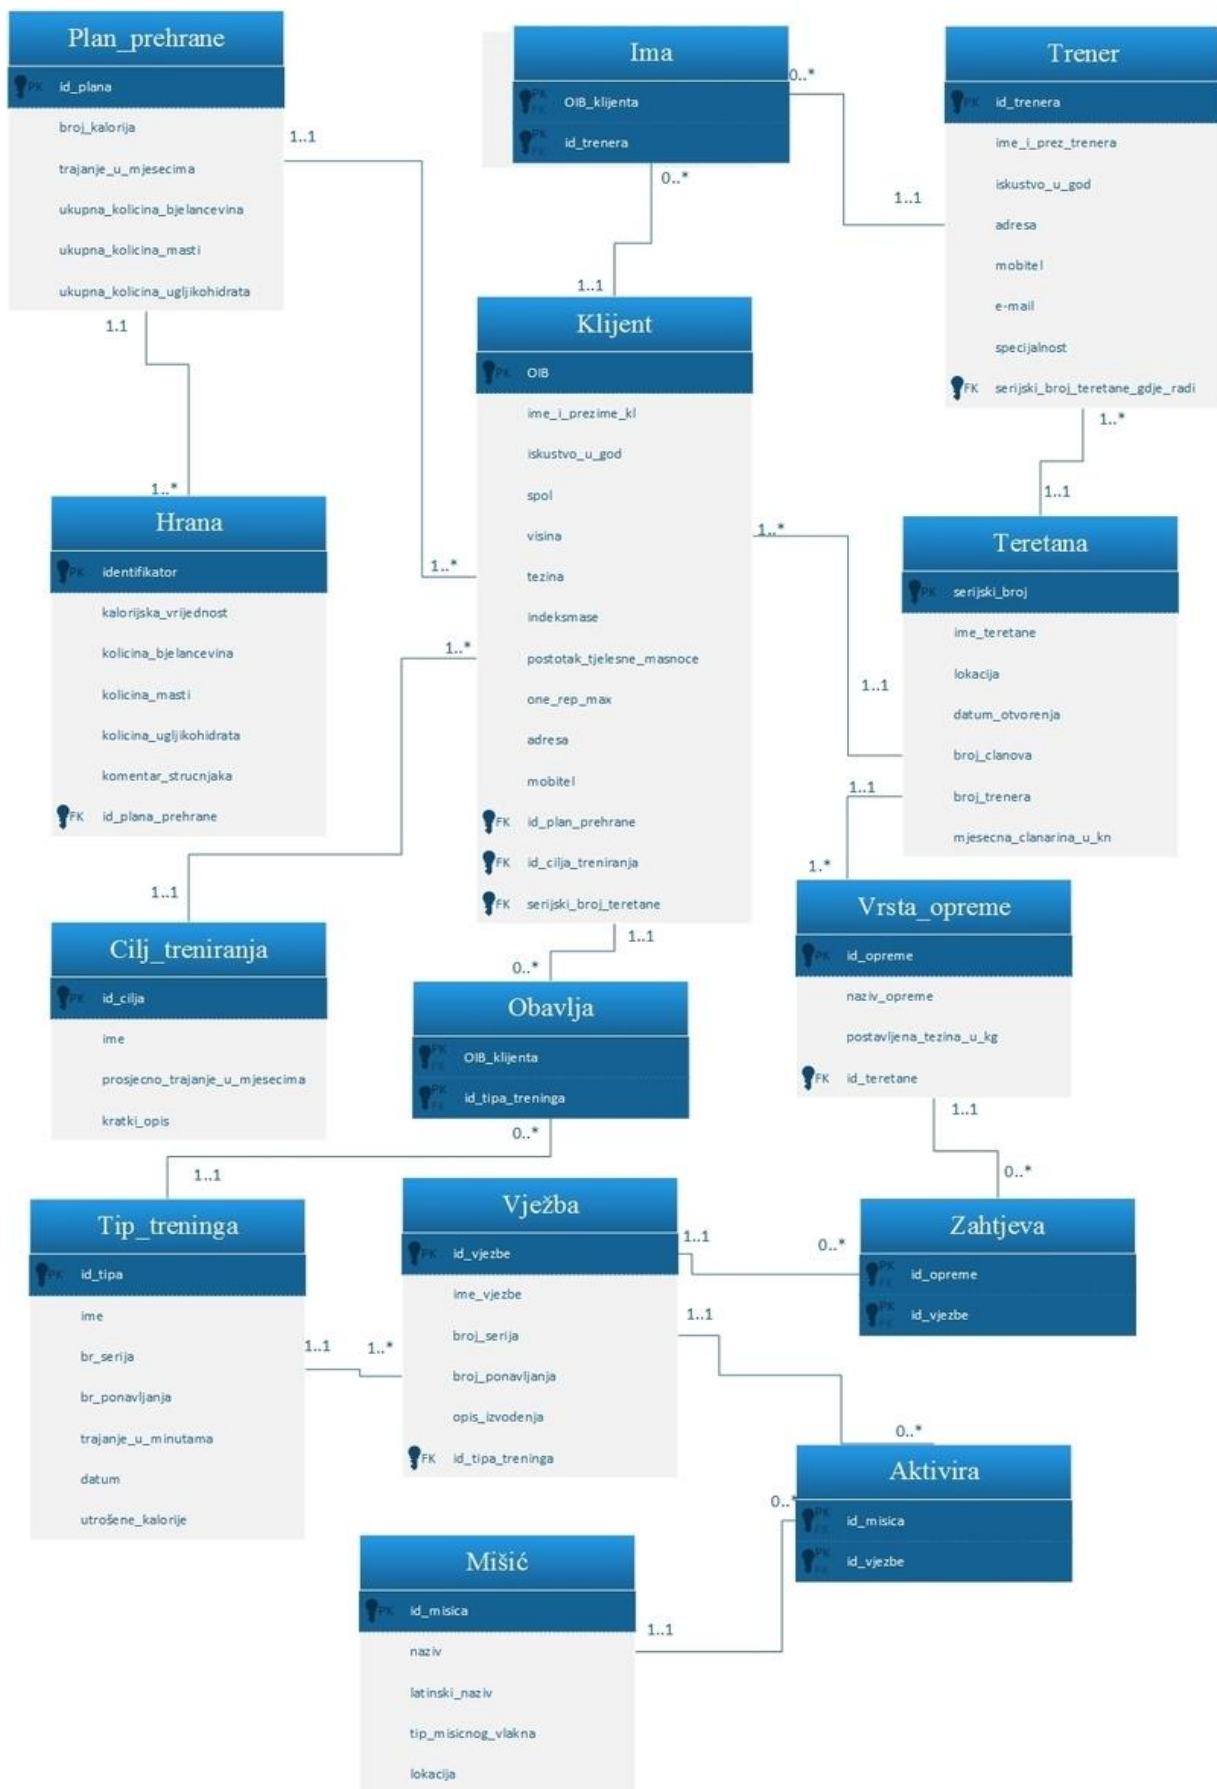 Plan_prehrane
PK id_plana
broj_kalorija
trajanje_u_mjesecima
ukupna_kolicina_bjelancevina
ukupna_kolicina_masti
ukupna_kolicina_ugljikohidrata
1..1
1.1
Ima
PK FK OIB_klijenta
PK FK id_trenera
0..*
0..*
Trener
PK id_trenera
ime_i_prez_trenera
iskustvo_u_god
adresa
mobitel
e-mail
specijalnost
FK serijski_broj_teretane_gdje_radi
1..1
1..*
1..1
Klijent
PK OIB
ime_i_prezime_kl
iskustvo_u_god
spol
visina
tezina
indeksmase
postotak_tjelesne_masnoce
one_rep_max
adresa
mobitel
FK id_plan_prehrane
FK id_cilja_treniranja
FK serijski_broj_teretane
1..*
1..*
1..*
1..1
1..*
Hrana
PK identifikator
kalorijska_vrijednost
kolicina_bjelancevina
kolicina_masti
kolicina_ugljikohidrata
komentar_strucnjaka
FK id_plana_prehrane
1..1
Teretana
PK serijski_broj
ime_teretane
lokacija
datum_otvorenja
broj_clanova
broj_trenera
mjesecna_clanarina_u_kn
1..1
1..1
1.*
Vrsta_opreme
PK id_opreme
naziv_opreme
postavljena_tezina_u_kg
FK id_teretane
1..1
1..1
Cilj_treniranja
PK id_cilja
ime
prosjecno_trajanje_u_mjesecima
kratki_opis
0..*
Obavlja
PK FK OIB_klijenta
PK FK id_tipa_treninga
0..*
1..1
Tip_treninga
PK id_tipa
ime
br_serija
br_ponavljanja
trajanje_u_minutama
datum
utrošene_kalorije
1..1
1..*
Vježba
PK id_vjezbe
ime_vjezbe
broj_serija
broj_ponavljanja
opis_izvodenja
FK id_tipa_treninga
1..1
1..1
0..*
0..*
Zahtjeva
PK FK id_opreme
PK FK id_vjezbe
0..*
Aktivira
PK FK id_misica
PK FK id_vjezbe
0..*
Mišić
PK id_misica
naziv
latinski_naziv
tip_misicnog_vlakna
lokacija
1..1